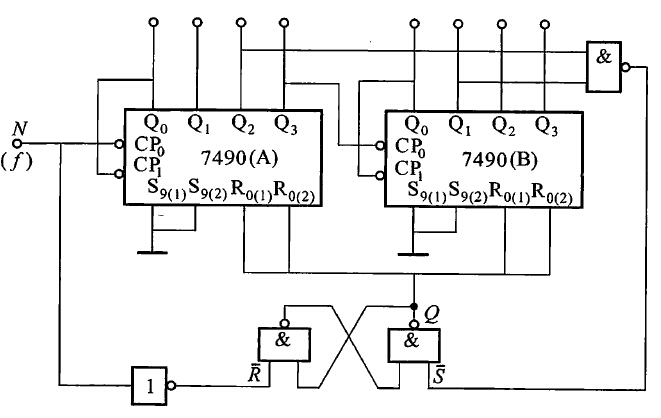 &
Q₀ Q₁ Q₂ Q₃
Q₀ Q₁ Q₂ Q₃
N
(f)
CP₀
7490(A)
CP₁
S₉₍₁₎ S₉₍₂₎ R₀₍₁₎ R₀₍₂₎
CP₀
7490(B)
CP₁
S₉₍₁₎ S₉₍₂₎ R₀₍₁₎ R₀₍₂₎
Q
&
&
R̅
S̅
1